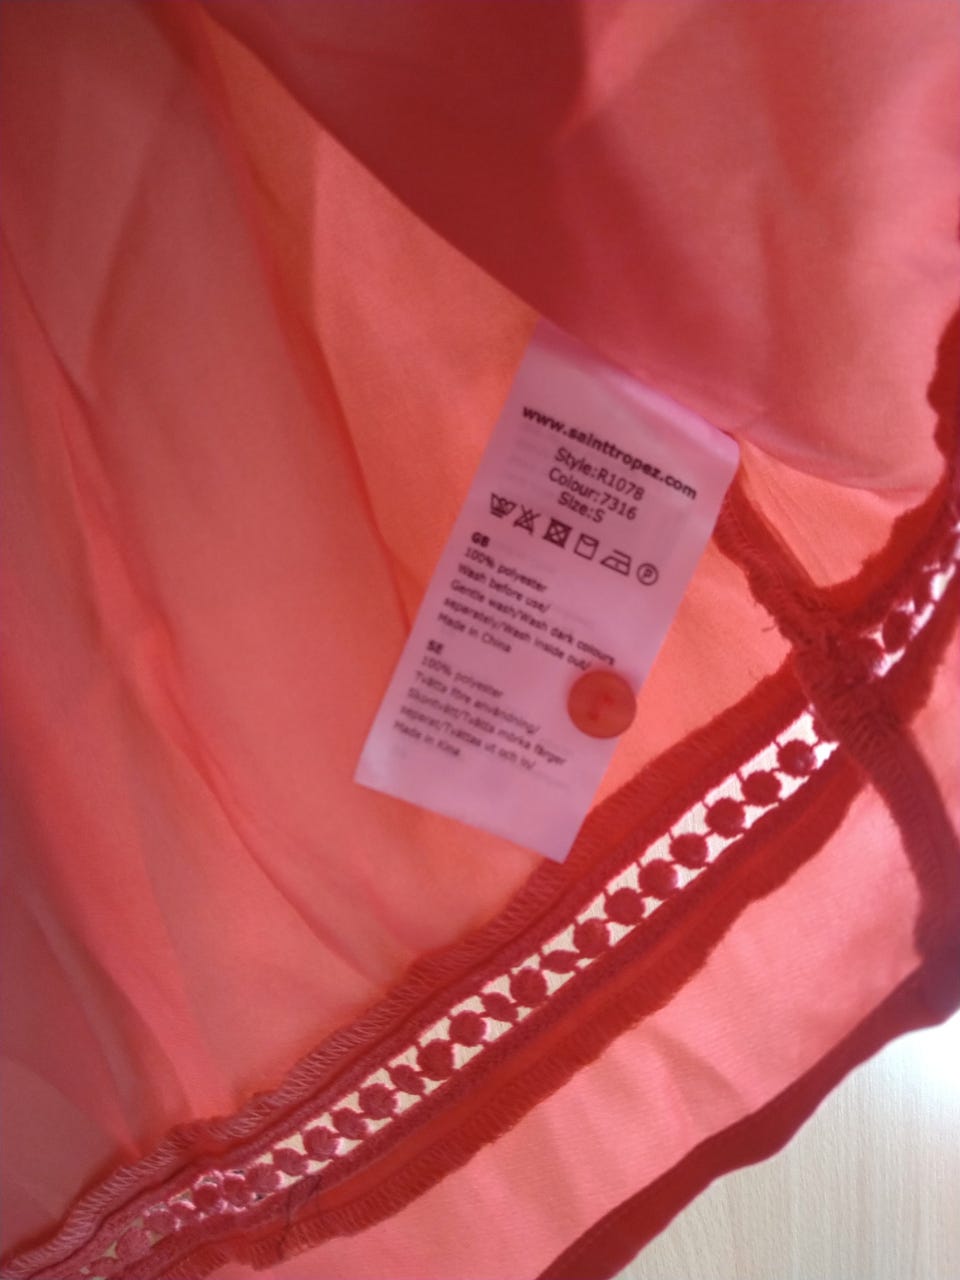 www.sainttropez.com
Style:R1078
Colour:7316
Size:S
P
GB
100% polyester
Wash before use/
Gentle wash/Wash dark colours
separately/Wash inside out/
Made in China
SE
100% polyester
Tvätta före användning/
Skontvätt/Tvätta mörka färger
separat/Tvättas ut och in/
Made in Kina